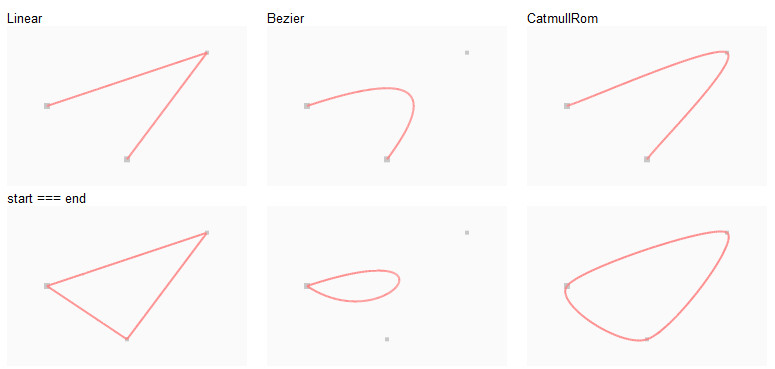 Linear
Bezier
CatmullRom
start === end